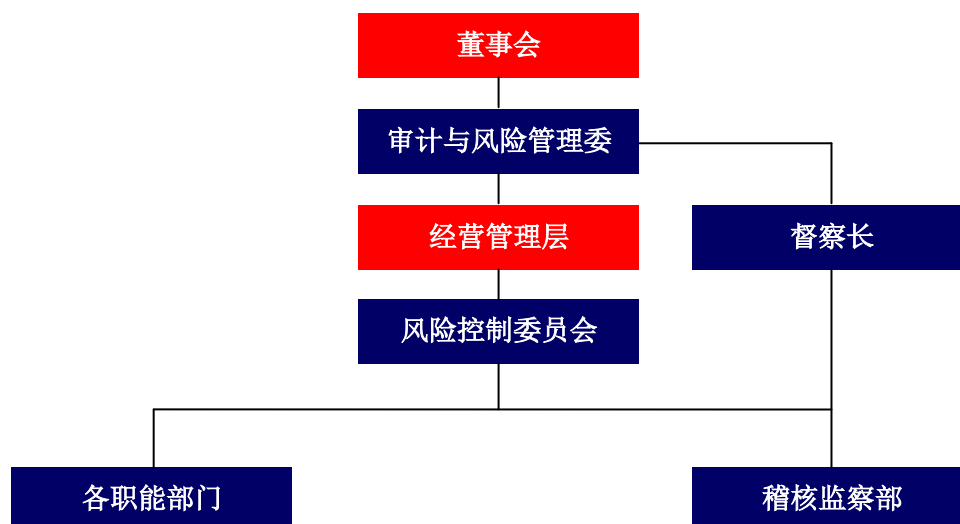 董事会
审计与风险管理委
经营管理层
督察长
风险控制委员会
各职能部门
稽核监察部